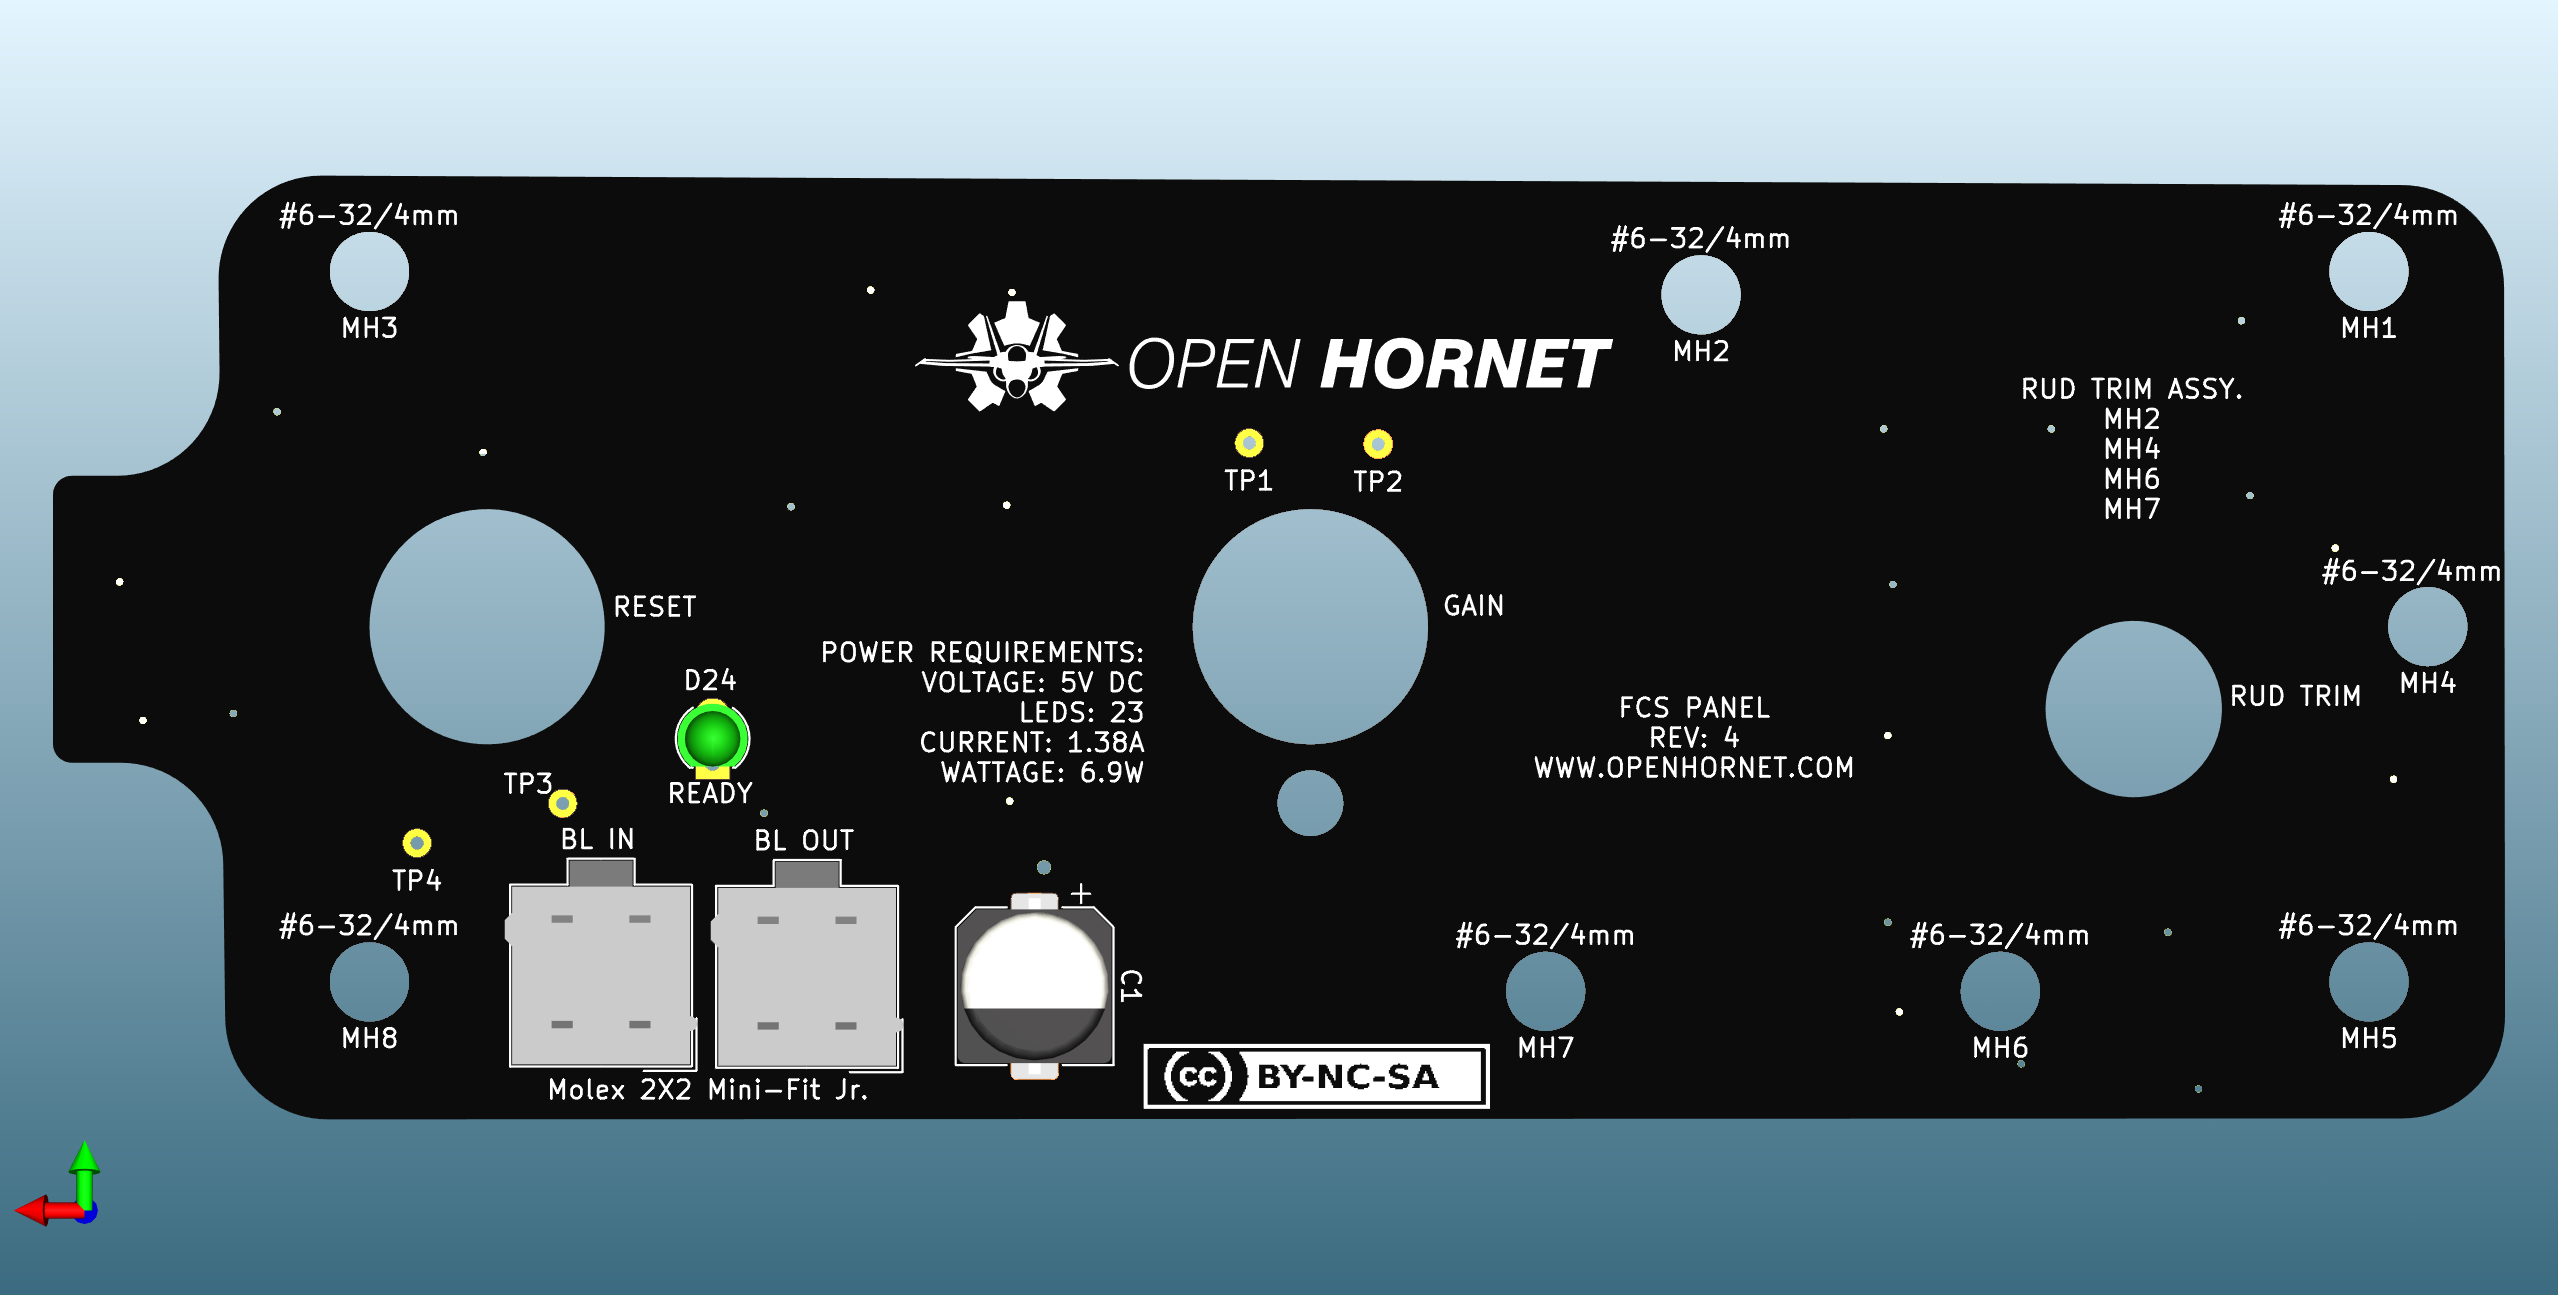 #6-32/4mm
MH3
#6-32/4mm
MH2
#6-32/4mm
MH1
OPEN HORNET
TP1
TP2
RUD TRIM ASSY.
MH2
MH4
MH6
MH7
#6-32/4mm
MH4
RESET
GAIN
RUD TRIM
POWER REQUIREMENTS:
VOLTAGE: 5V DC
LEDS: 23
CURRENT: 1.38A
WATTAGE: 6.9W
FCS PANEL
REV: 4
WWW.OPENHORNET.COM
D24
READY
TP3
TP4
BL IN
BL OUT
+
C1
#6-32/4mm
MH8
Molex 2X2 Mini-Fit Jr.
#6-32/4mm
MH7
#6-32/4mm
MH6
#6-32/4mm
MH5
cc BY-NC-SA